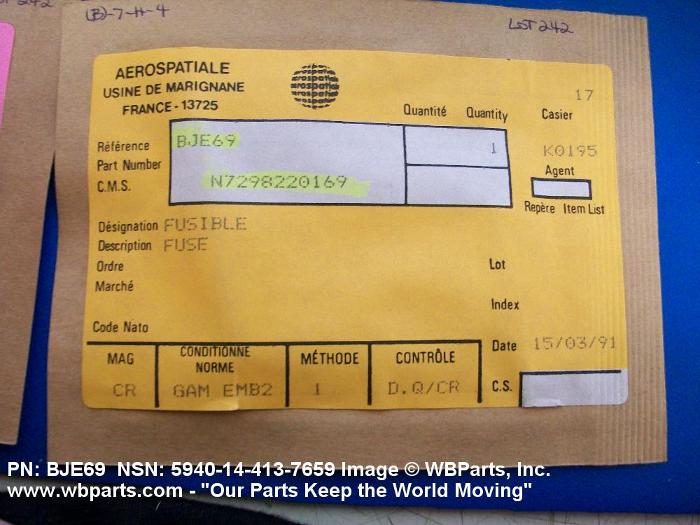 (B)-7-H-4
LOT 242
AEROSPATIALE
USINE DE MARIGNANE
FRANCE - 13725
aerospatiale
17
Quantité Quantity Casier
Référence BJE69 1 K0195
Part Number
Agent
C.M.S. N7298220169
Repère Item List
Désignation FUSIBLE
Description FUSE
Ordre Lot
Marché
Index
Code Nato
Date 15/03/91
MAG CONDITIONNE NORME MÉTHODE CONTRÔLE
CR GAM EMB2 1 D.Q/CR C.S.
PN: BJE69 NSN: 5940-14-413-7659 Image © WBParts, Inc.
www.wbparts.com - "Our Parts Keep the World Moving"